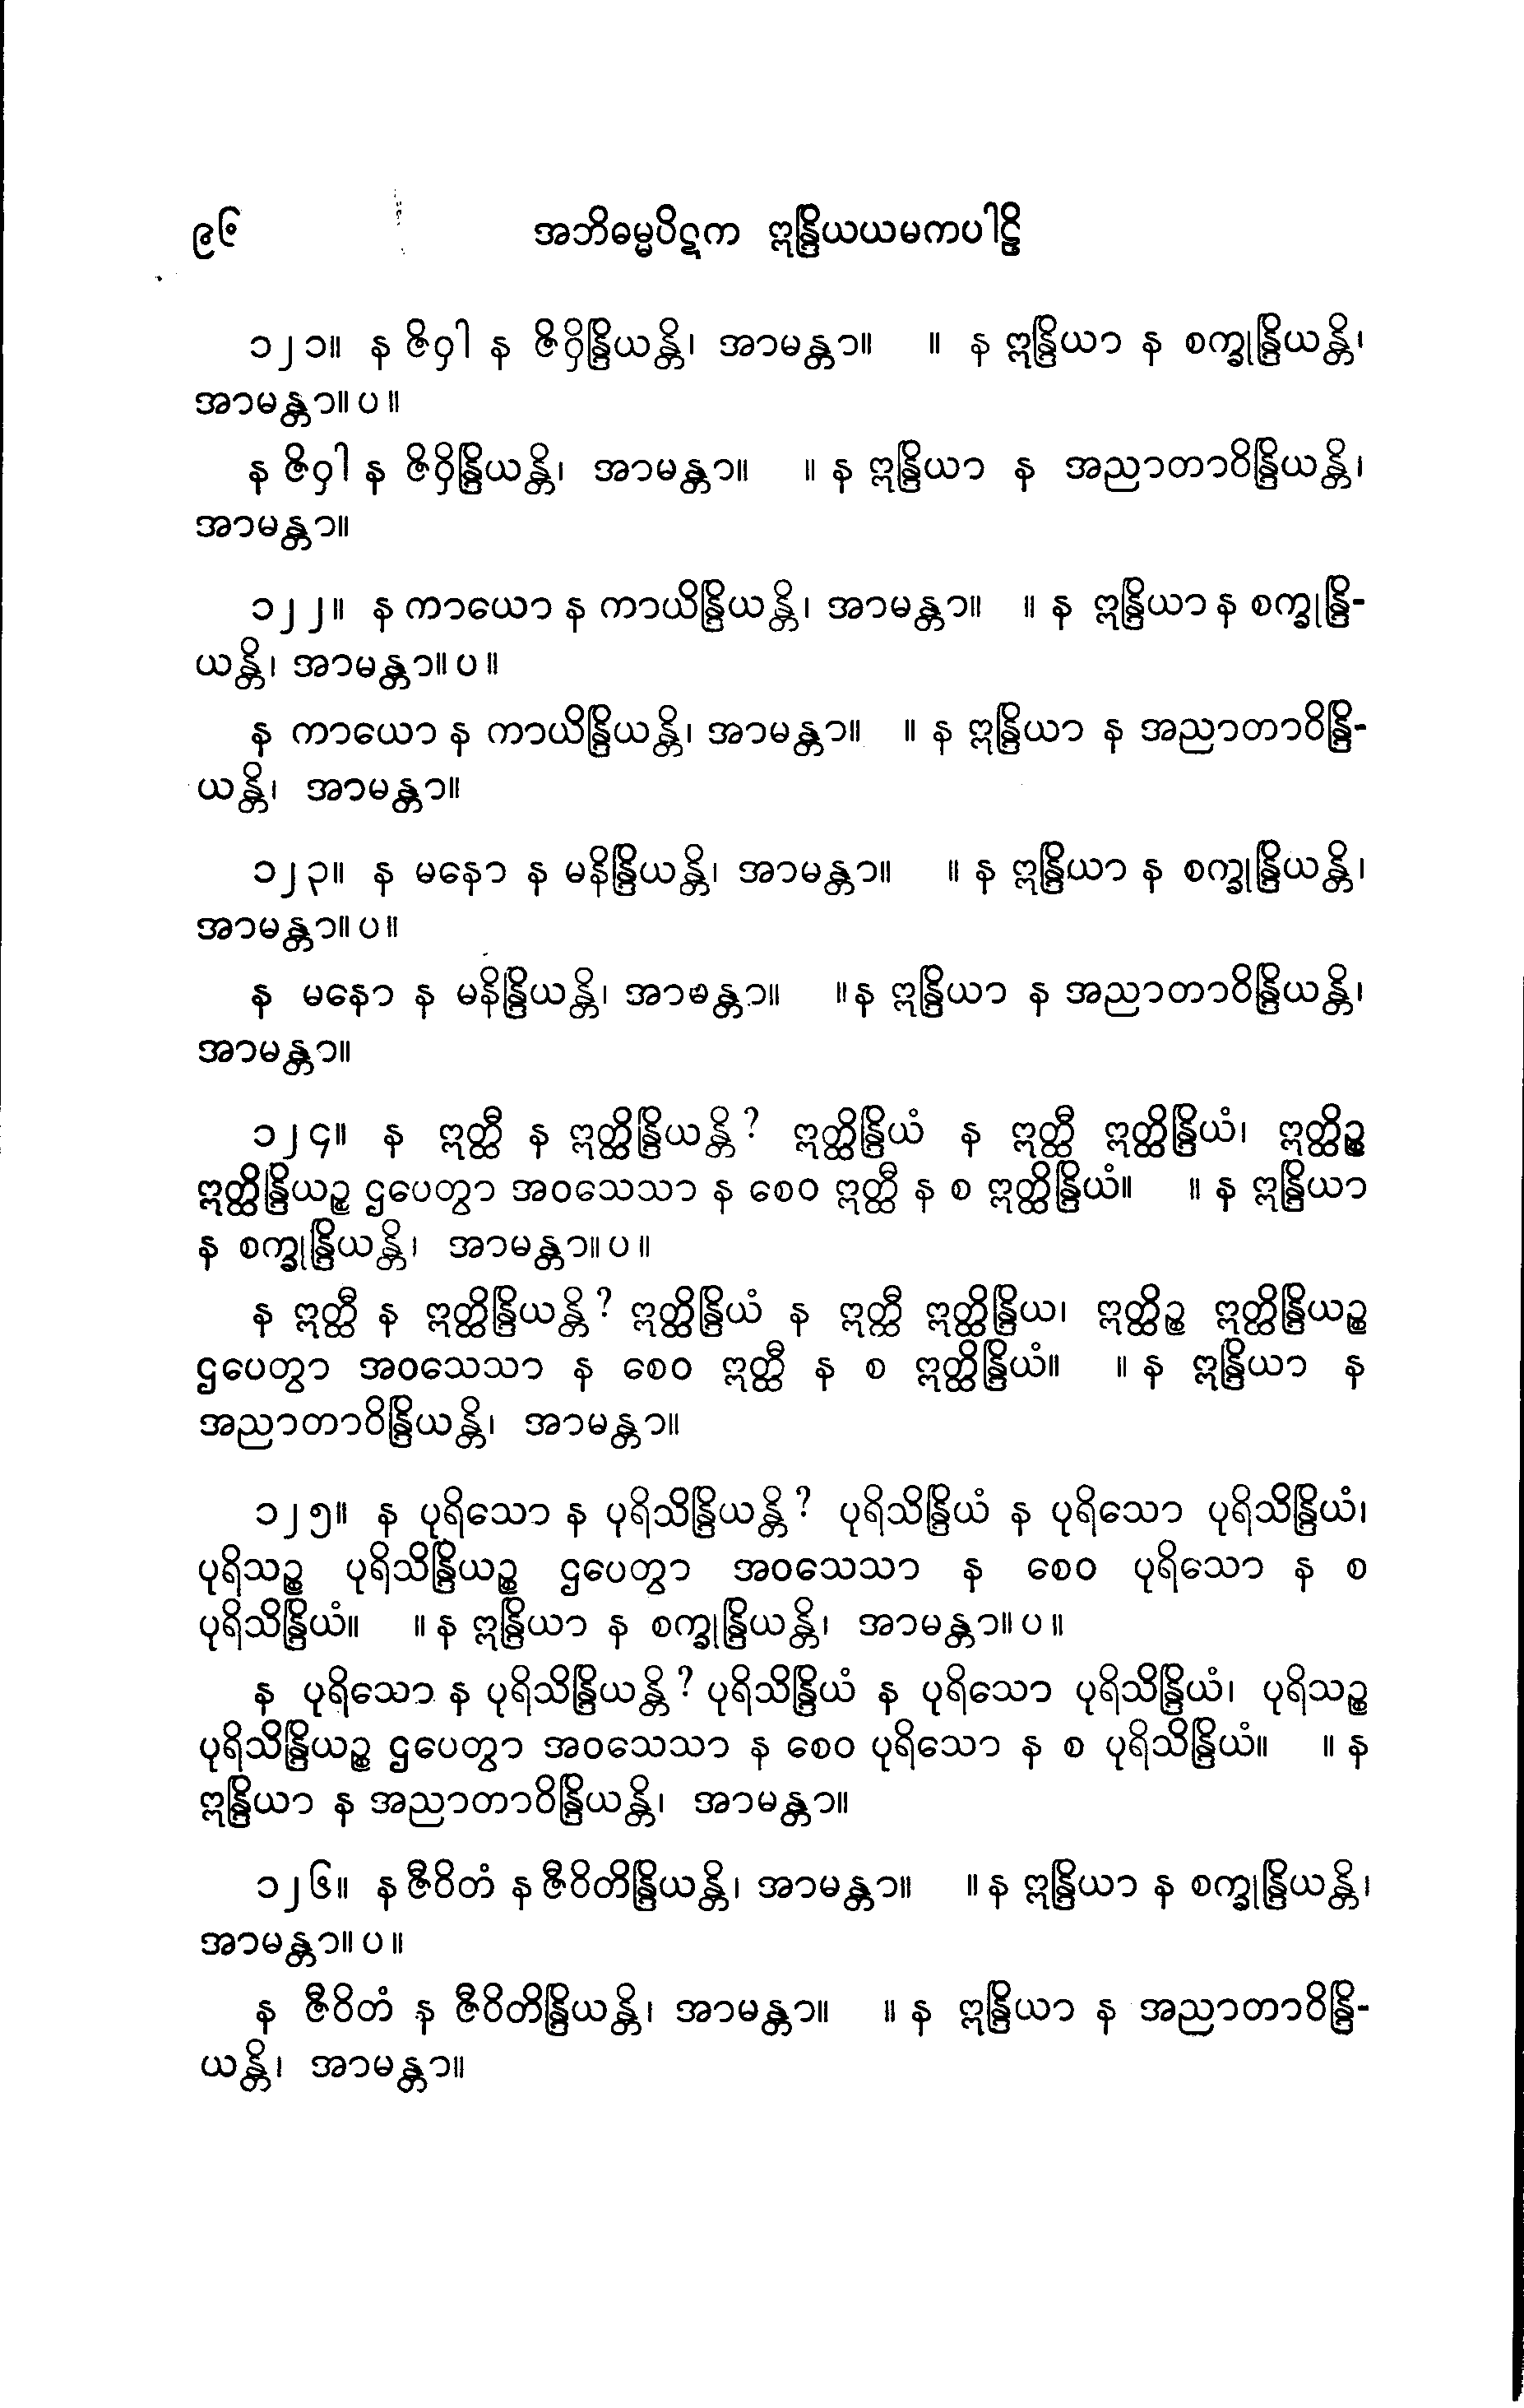 ၉၆ အဘိဓမ္မပိဋက ဣန္ဒြိယယမကပါဠိ
၁၂၁။ န ဇိဝှါ န ဇိဝှိန္ဒြိယန္တိ၊ အာမန္တာ။ ။ န ဣန္ဒြိယာ န စက္ခုန္ဒြိယန္တိ၊
အာမန္တာ။ပ။
န ဇိဝှါ န ဇိဝှိန္ဒြိယန္တိ၊ အာမန္တာ။ ။ န ဣန္ဒြိယာ န အညာတာဝိန္ဒြိယန္တိ၊
အာမန္တာ။
၁၂၂။ န ကာယော န ကာယိန္ဒြိယန္တိ၊ အာမန္တာ။ ။ န ဣန္ဒြိယာ န စက္ခုန္ဒြိ-
ယန္တိ၊ အာမန္တာ။ပ။
န ကာယော န ကာယိန္ဒြိယန္တိ၊ အာမန္တာ။ ။ န ဣန္ဒြိယာ န အညာတာဝိန္ဒြိ-
ယန္တိ၊ အာမန္တာ။
၁၂၃။ န မနော န မနိန္ဒြိယန္တိ၊ အာမန္တာ။ ။ န ဣန္ဒြိယာ န စက္ခုန္ဒြိယန္တိ၊
အာမန္တာ။ပ။
န မနော န မနိန္ဒြိယန္တိ၊ အာမန္တာ။ ။ န ဣန္ဒြိယာ န အညာတာဝိန္ဒြိယန္တိ၊
အာမန္တာ။
၁၂၄။ န ဣတ္ထီ န ဣတ္ထိန္ဒြိယန္တိ? ဣတ္ထိန္ဒြိယံ န ဣတ္ထီ ဣတ္ထိန္ဒြိယံ၊ ဣတ္ထိဉ္စ
ဣတ္ထိန္ဒြိယဉ္စ ဌပေတွာ အဝသေသာ န စေဝ ဣတ္ထီ န စ ဣတ္ထိန္ဒြိယံ။ ။ န ဣန္ဒြိယာ
န စက္ခုန္ဒြိယန္တိ၊ အာမန္တာ။ပ။
န ဣတ္ထီ န ဣတ္ထိန္ဒြိယန္တိ? ဣတ္ထိန္ဒြိယံ န ဣတ္ထီ ဣတ္ထိန္ဒြိယ၊ ဣတ္ထိဉ္စ ဣတ္ထိန္ဒြိယဉ္စ
ဌပေတွာ အဝသေသာ န စေဝ ဣတ္ထီ န စ ဣတ္ထိန္ဒြိယံ။ ။ န ဣန္ဒြိယာ န
အညာတာဝိန္ဒြိယန္တိ၊ အာမန္တာ။
၁၂၅။ န ပုရိသော န ပုရိသိန္ဒြိယန္တိ? ပုရိသိန္ဒြိယံ န ပုရိသော ပုရိသိန္ဒြိယံ၊
ပုရိသဉ္စ ပုရိသိန္ဒြိယဉ္စ ဌပေတွာ အဝသေသာ န စေဝ ပုရိသော န စ
ပုရိသိန္ဒြိယံ။ ။ န ဣန္ဒြိယာ န စက္ခုန္ဒြိယန္တိ၊ အာမန္တာ။ပ။
န ပုရိသော န ပုရိသိန္ဒြိယန္တိ? ပုရိသိန္ဒြိယံ န ပုရိသော ပုရိသိန္ဒြိယံ၊ ပုရိသဉ္စ
ပုရိသိန္ဒြိယဉ္စ ဌပေတွာ အဝသေသာ န စေဝ ပုရိသော န စ ပုရိသိန္ဒြိယံ။ ။ န
ဣန္ဒြိယာ န အညာတာဝိန္ဒြိယန္တိ၊ အာမန္တာ။
၁၂၆။ န ဇီဝိတံ န ဇီဝိတိန္ဒြိယန္တိ၊ အာမန္တာ။ ။ န ဣန္ဒြိယာ န စက္ခုန္ဒြိယန္တိ၊
အာမန္တာ။ပ။
န ဇီဝိတံ န ဇီဝိတိန္ဒြိယန္တိ၊ အာမန္တာ။ ။ န ဣန္ဒြိယာ န အညာတာဝိန္ဒြိ-
ယန္တိ၊ အာမန္တာ။